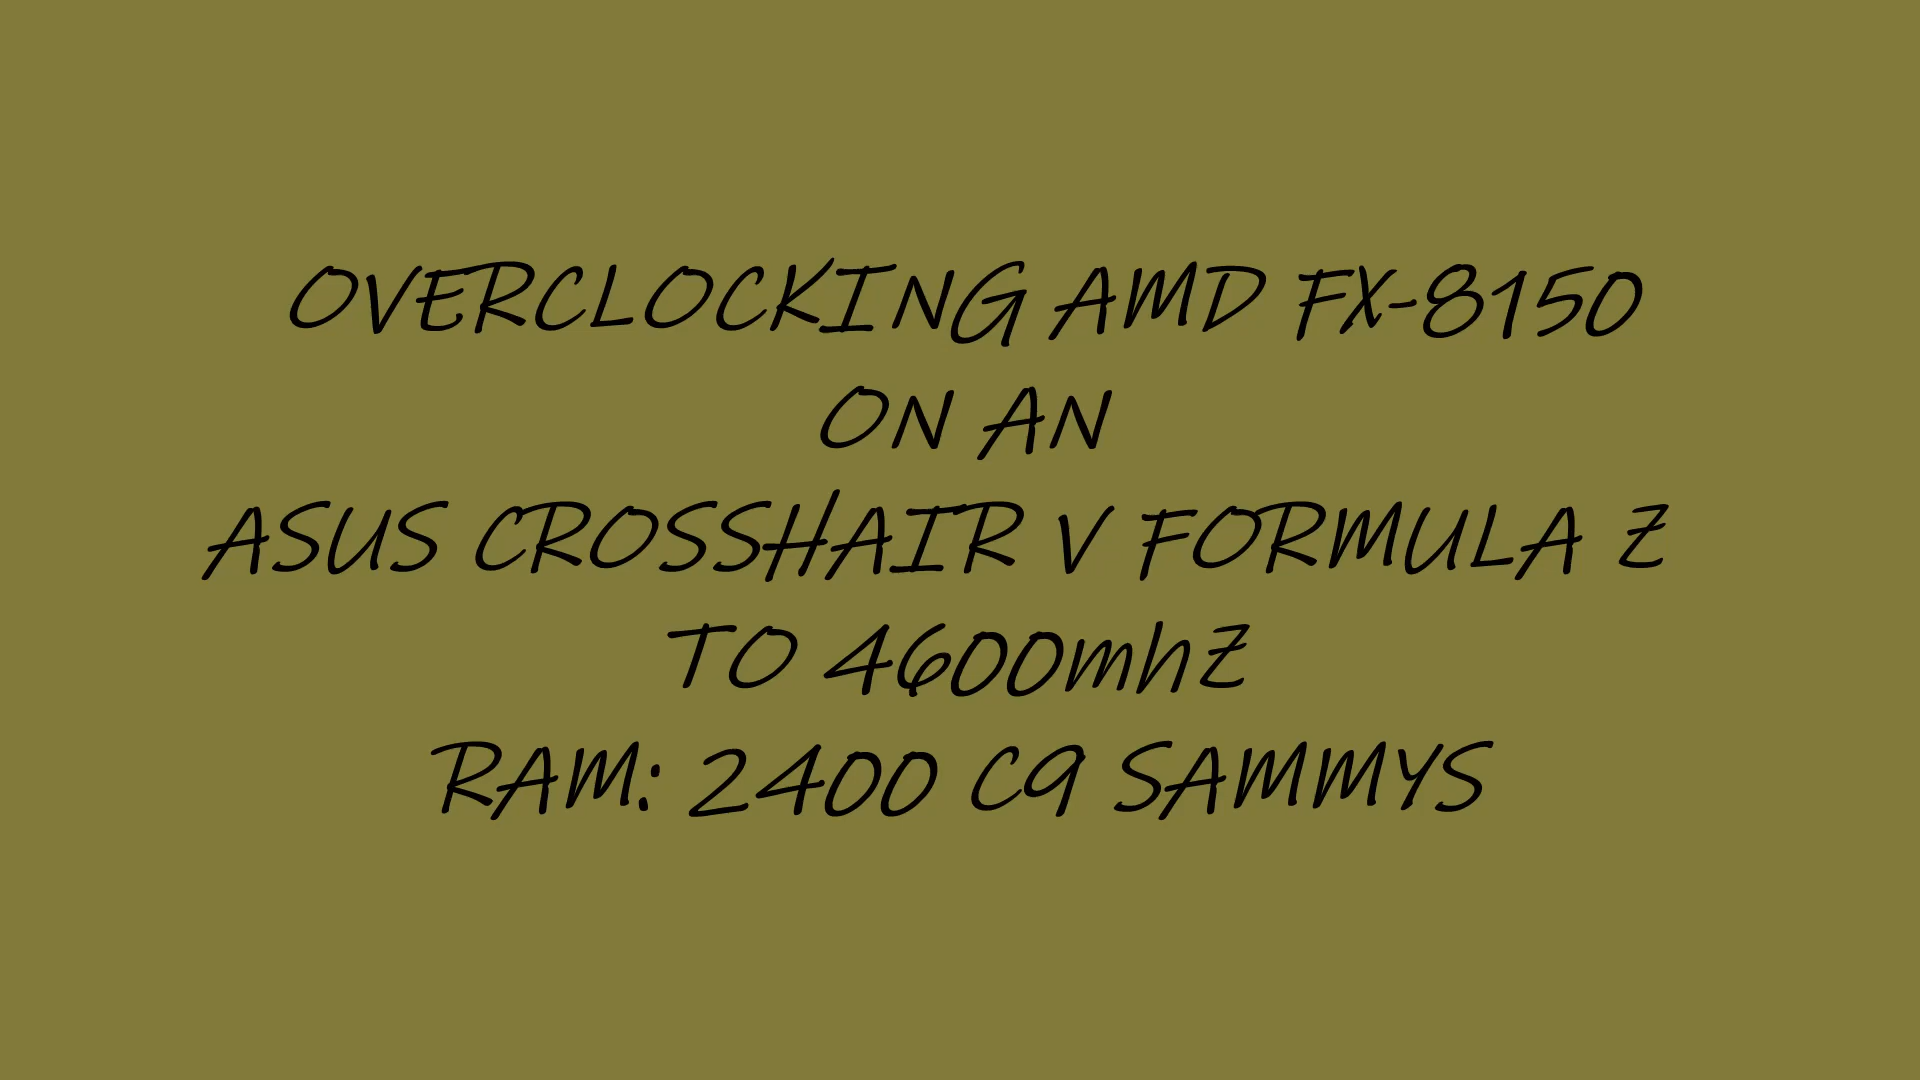 OVERCLOCKING AMD FX-8150
ON AN
ASUS CROSSHAIR V FORMULA Z
TO 4600mhZ
RAM: 2400 C9 SAMMYS